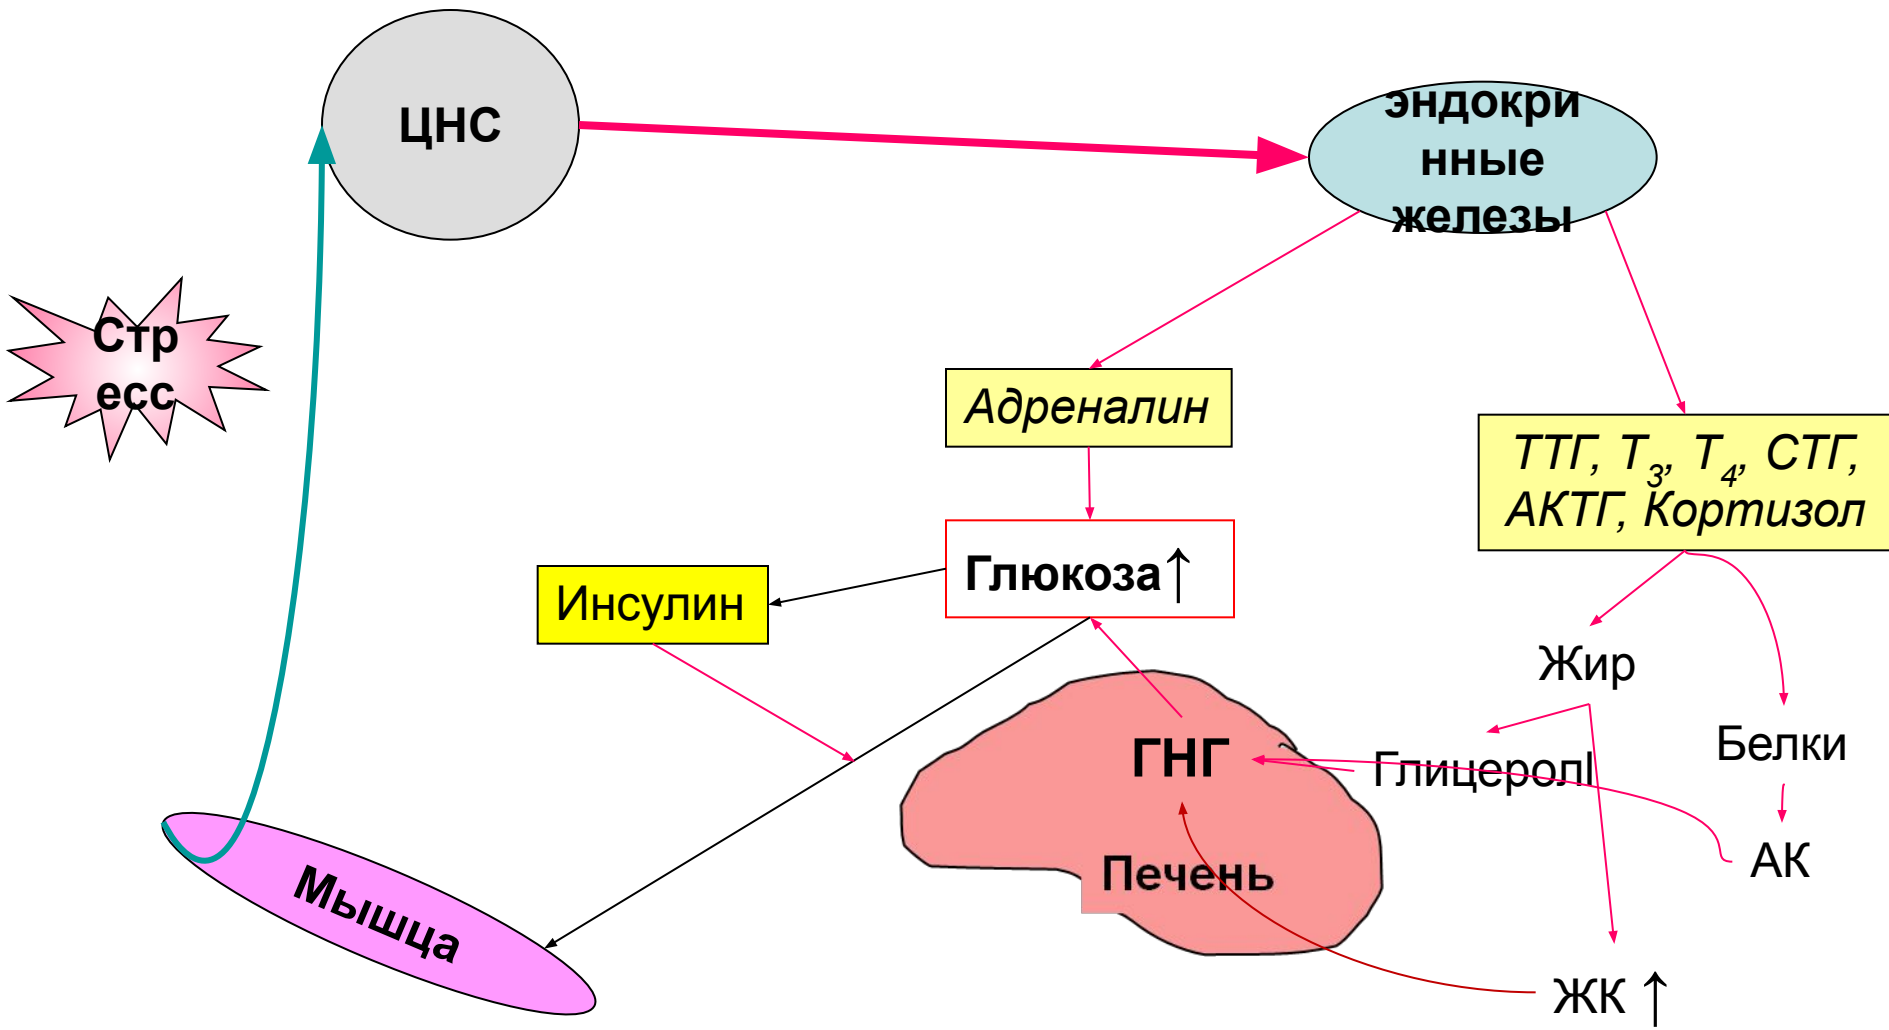 ЦНС
эндокри
нные
железы
Стр
есс
Адреналин
ТТГ, Т3, Т4, СТГ,
АКТГ, Кортизол
Глюкоза↑
Инсулин
Жир
Белки
ГНГ
Глицерол
АК
Печень
Мышца
ЖК ↑